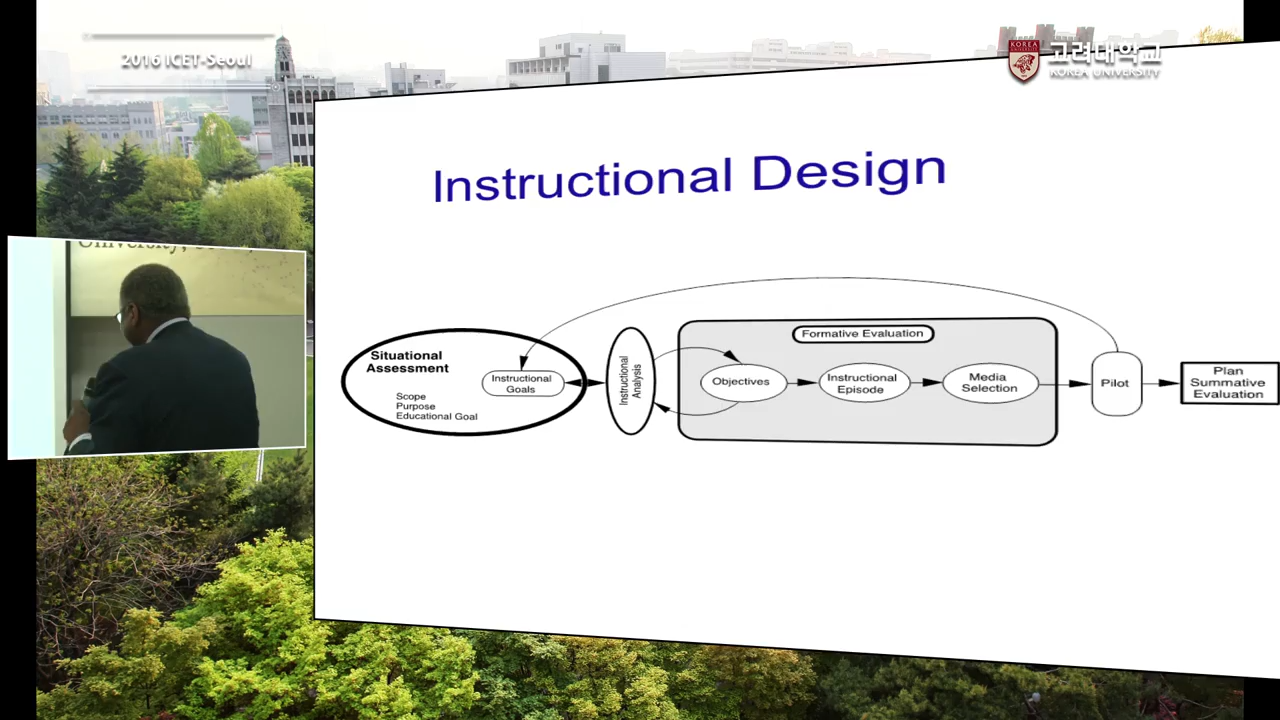 2016 ICET-Seoul
KOREA
고려대학교
KOREA UNIVERSITY
Instructional Design
University,
Formative Evaluation
Situational
Assessment
Scope
Purpose
Educational Goal
Instructional
Goals
Instructional
Analysis
Objectives
Instructional
Episode
Media
Selection
Pilot
Plan
Summative
Evaluation